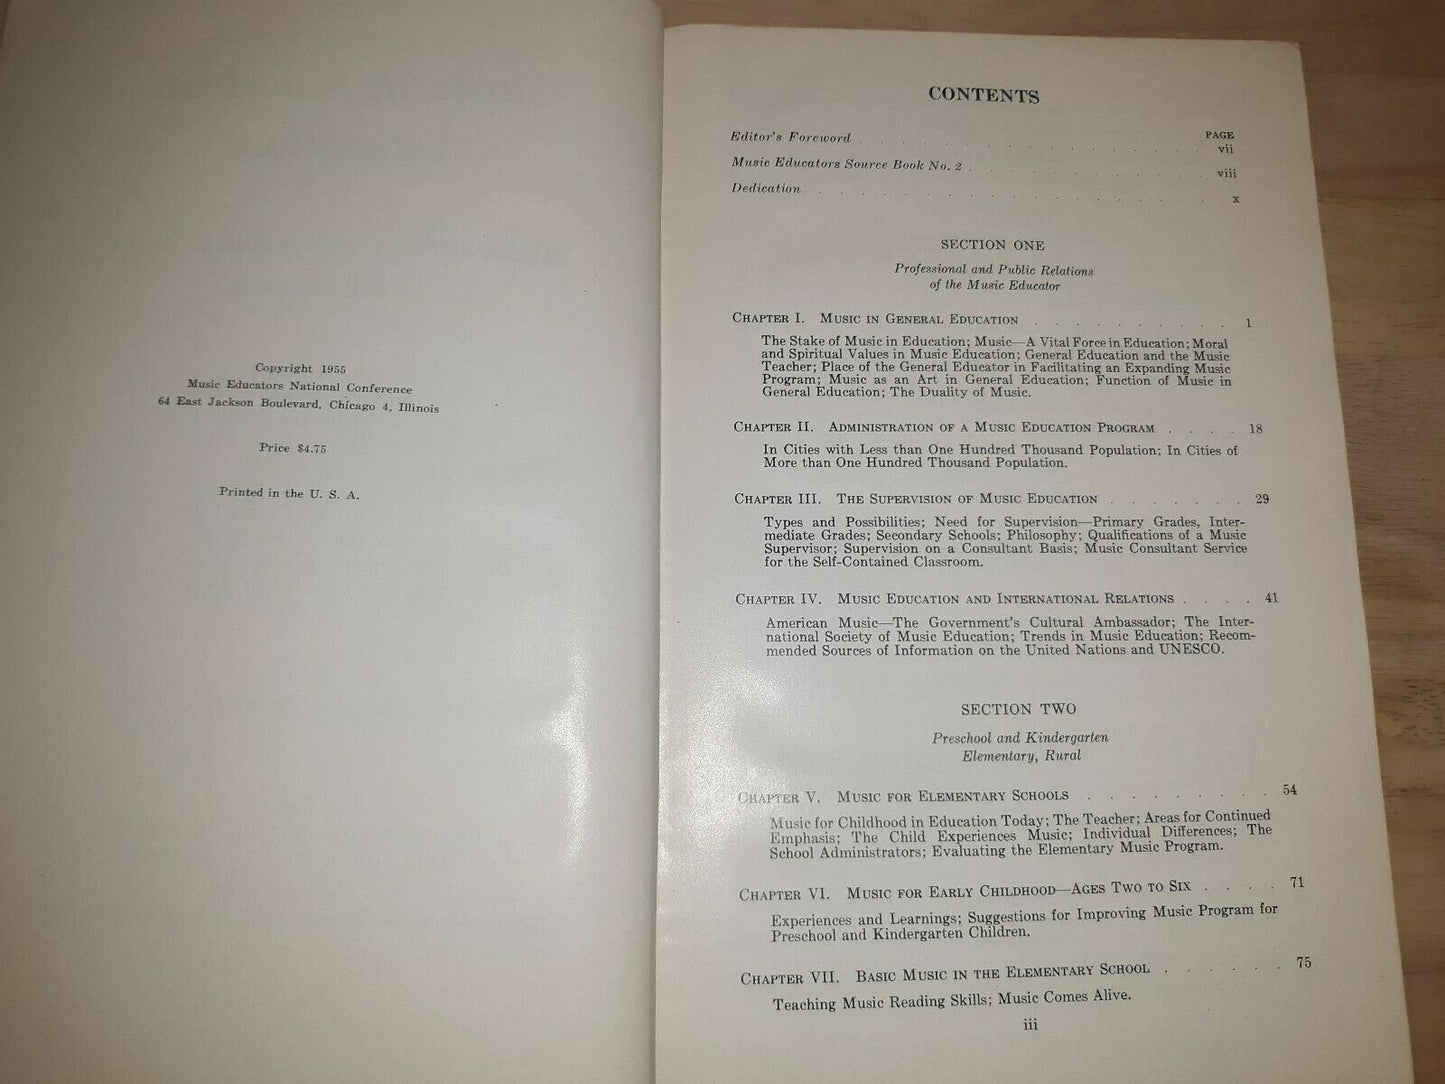 Copyright 1955
Music Educators National Conference
64 East Jackson Boulevard, Chicago 4, Illinois
Price $4.75
Printed in the U. S. A.
CONTENTS
PAGE
Editor's Foreword . . . . . . . . . . . . . . . . vii
Music Educators Source Book No. 2 . . . . . . . . . . . viii
Dedication . . . . . . . . . . . . . . . . . x
SECTION ONE
Professional and Public Relations
of the Music Educator
CHAPTER I. MUSIC IN GENERAL EDUCATION . . . . . . . . . . 1
The Stake of Music in Education; Music—A Vital Force in Education; Moral
and Spiritual Values in Music Education; General Education and the Music
Teacher; Place of the General Educator in Facilitating an Expanding Music
Program; Music as an Art in General Education; Function of Music in
General Education; The Duality of Music.
CHAPTER II. ADMINISTRATION OF A MUSIC EDUCATION PROGRAM . . . . 18
In Cities with Less than One Hundred Thousand Population; In Cities of
More than One Hundred Thousand Population.
CHAPTER III. THE SUPERVISION OF MUSIC EDUCATION . . . . . . . 29
Types and Possibilities; Need for Supervision—Primary Grades, Inter-
mediate Grades; Secondary Schools; Philosophy; Qualifications of a Music
Supervisor; Supervision on a Consultant Basis; Music Consultant Service
for the Self-Contained Classroom.
CHAPTER IV. MUSIC EDUCATION AND INTERNATIONAL RELATIONS . . . . 41
American Music—The Government's Cultural Ambassador; The Inter-
national Society of Music Education; Trends in Music Education; Recom-
mended Sources of Information on the United Nations and UNESCO.
SECTION TWO
Preschool and Kindergarten
Elementary, Rural
CHAPTER V. MUSIC FOR ELEMENTARY SCHOOLS . . . . . . . . . 54
Music for Childhood in Education Today; The Teacher; Areas for Continued
Emphasis; The Child Experiences Music; Individual Differences; The
School Administrators; Evaluating the Elementary Music Program.
CHAPTER VI. MUSIC FOR EARLY CHILDHOOD—AGES TWO TO SIX . . . . 71
Experiences and Learnings; Suggestions for Improving Music Program for
Preschool and Kindergarten Children.
CHAPTER VII. BASIC MUSIC IN THE ELEMENTARY SCHOOL . . . . . . 75
Teaching Music Reading Skills; Music Comes Alive.
iii